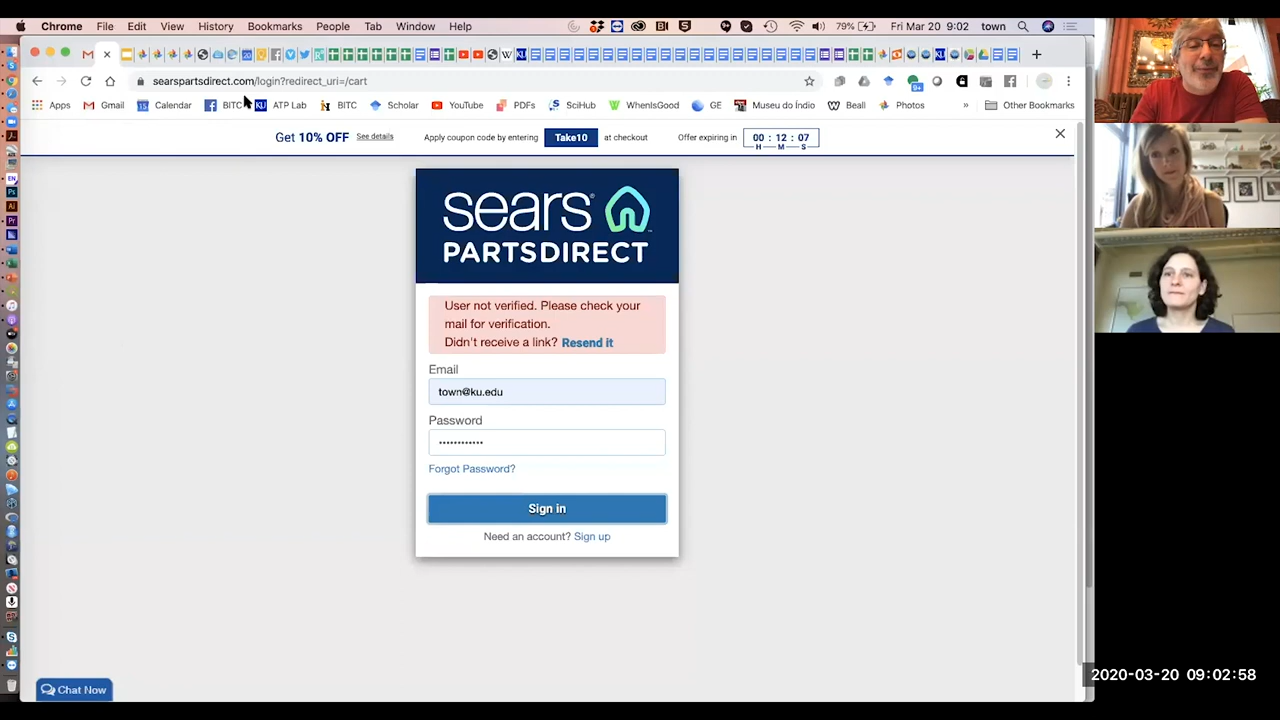 Chrome File Edit View History Bookmarks People Tab Window Help 79% Fri Mar 20 9:02 town
searspartsdirect.com/login?redirect_uri=/cart
Apps Gmail Calendar BITC ATP Lab BITC Scholar YouTube PDFs SciHub WhenIsGood GE Museu do Índio Beall Photos » Other Bookmarks
Get 10% OFF See details Apply coupon code by entering Take10 at checkout Offer expiring in 00 : 12 : 07
H M S
sears
PARTSDIRECT
User not verified. Please check your
mail for verification.
Didn't receive a link? Resend it
Email
town@ku.edu
Password
Forgot Password?
Sign in
Need an account? Sign up
Chat Now
2020-03-20 09:02:58